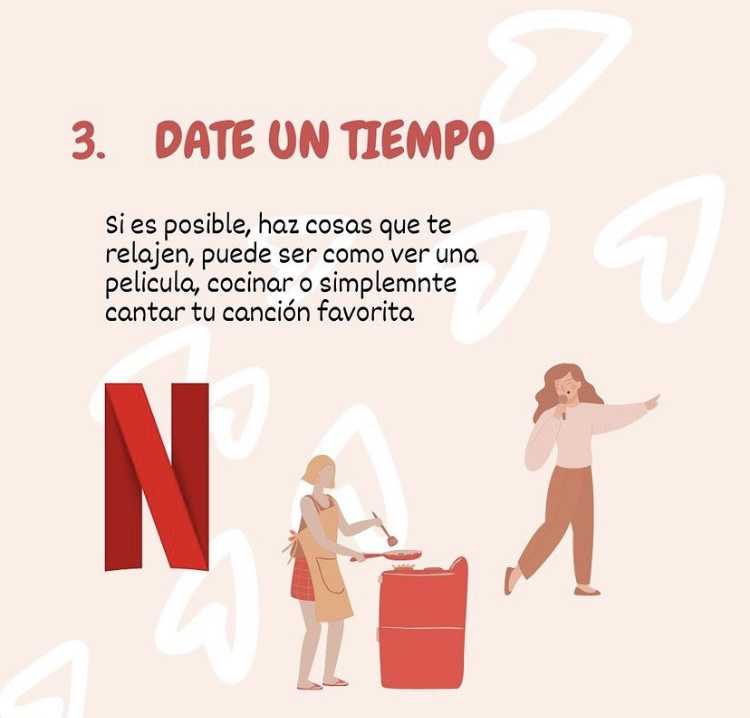 3. DATE UN TIEMPO
Si es posible, haz cosas que te
relajen, puede ser como ver una
pelicula, cocinar o simplemnte
cantar tu canción favorita
N